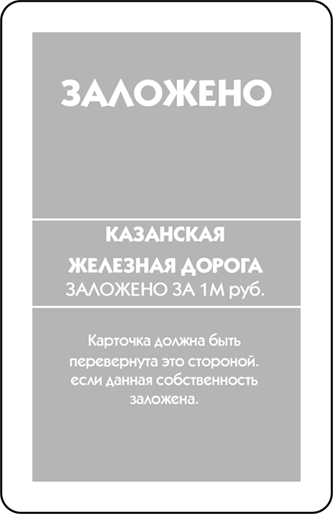 ЗАЛОЖЕНО
КАЗАНСКАЯ
ЖЕЛЕЗНАЯ ДОРОГА
ЗАЛОЖЕНО ЗА 1М руб.
Карточка должна быть
перевернута это стороной.
если данная собственность
заложена.